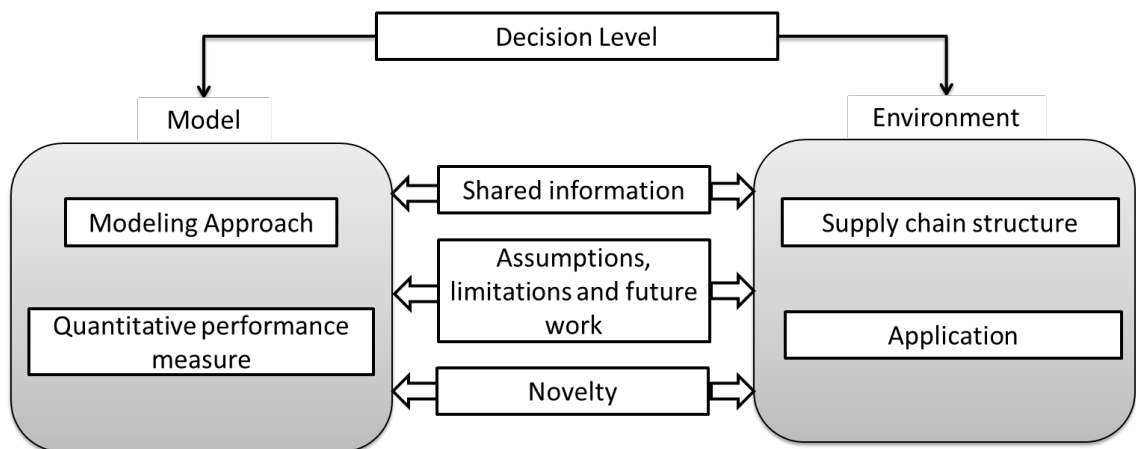 Decision Level
Model
Environment
Modeling Approach
Quantitative performance
measure
Shared information
Assumptions,
limitations and future
work
Novelty
Supply chain structure
Application